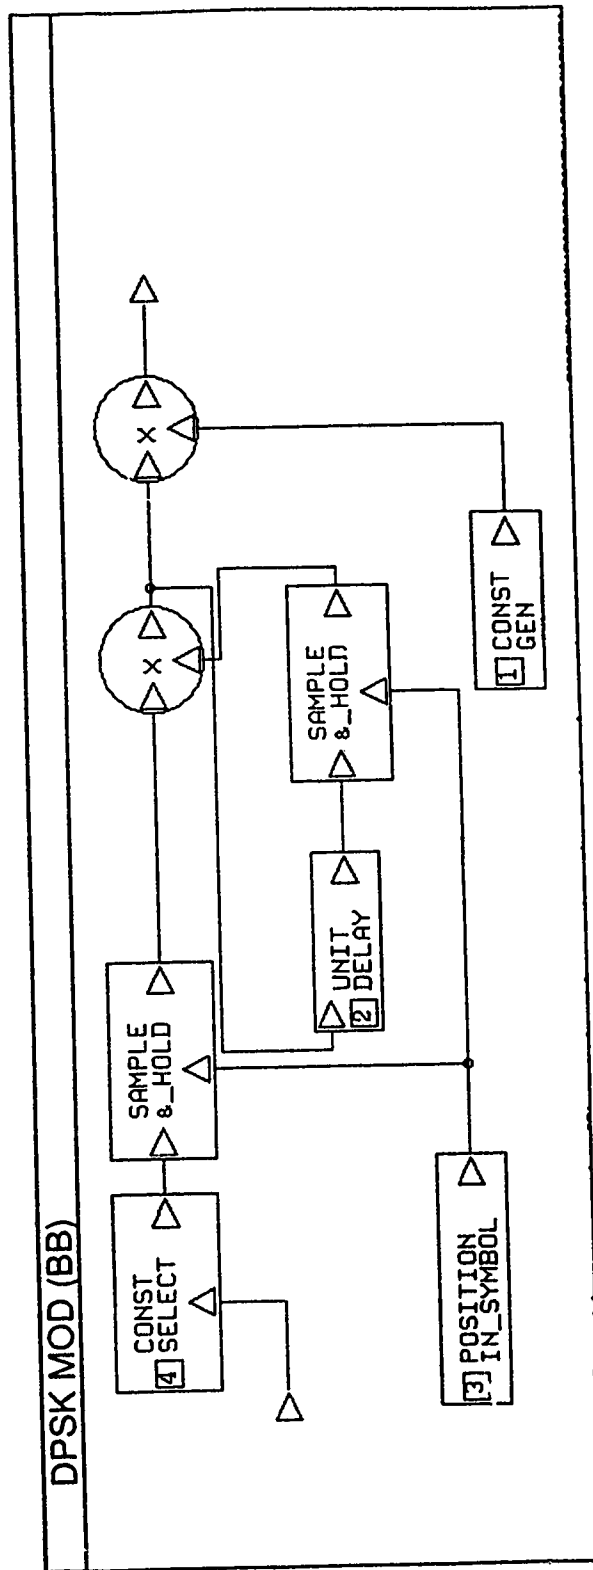 DPSK MOD (BB)
4 CONST
SELECT
SAMPLE
&_HOLD
X
X
UNIT
2 DELAY
SAMPLE
&_HOLD
3 POSITION
IN_SYMBOL
1 CONST
GEN